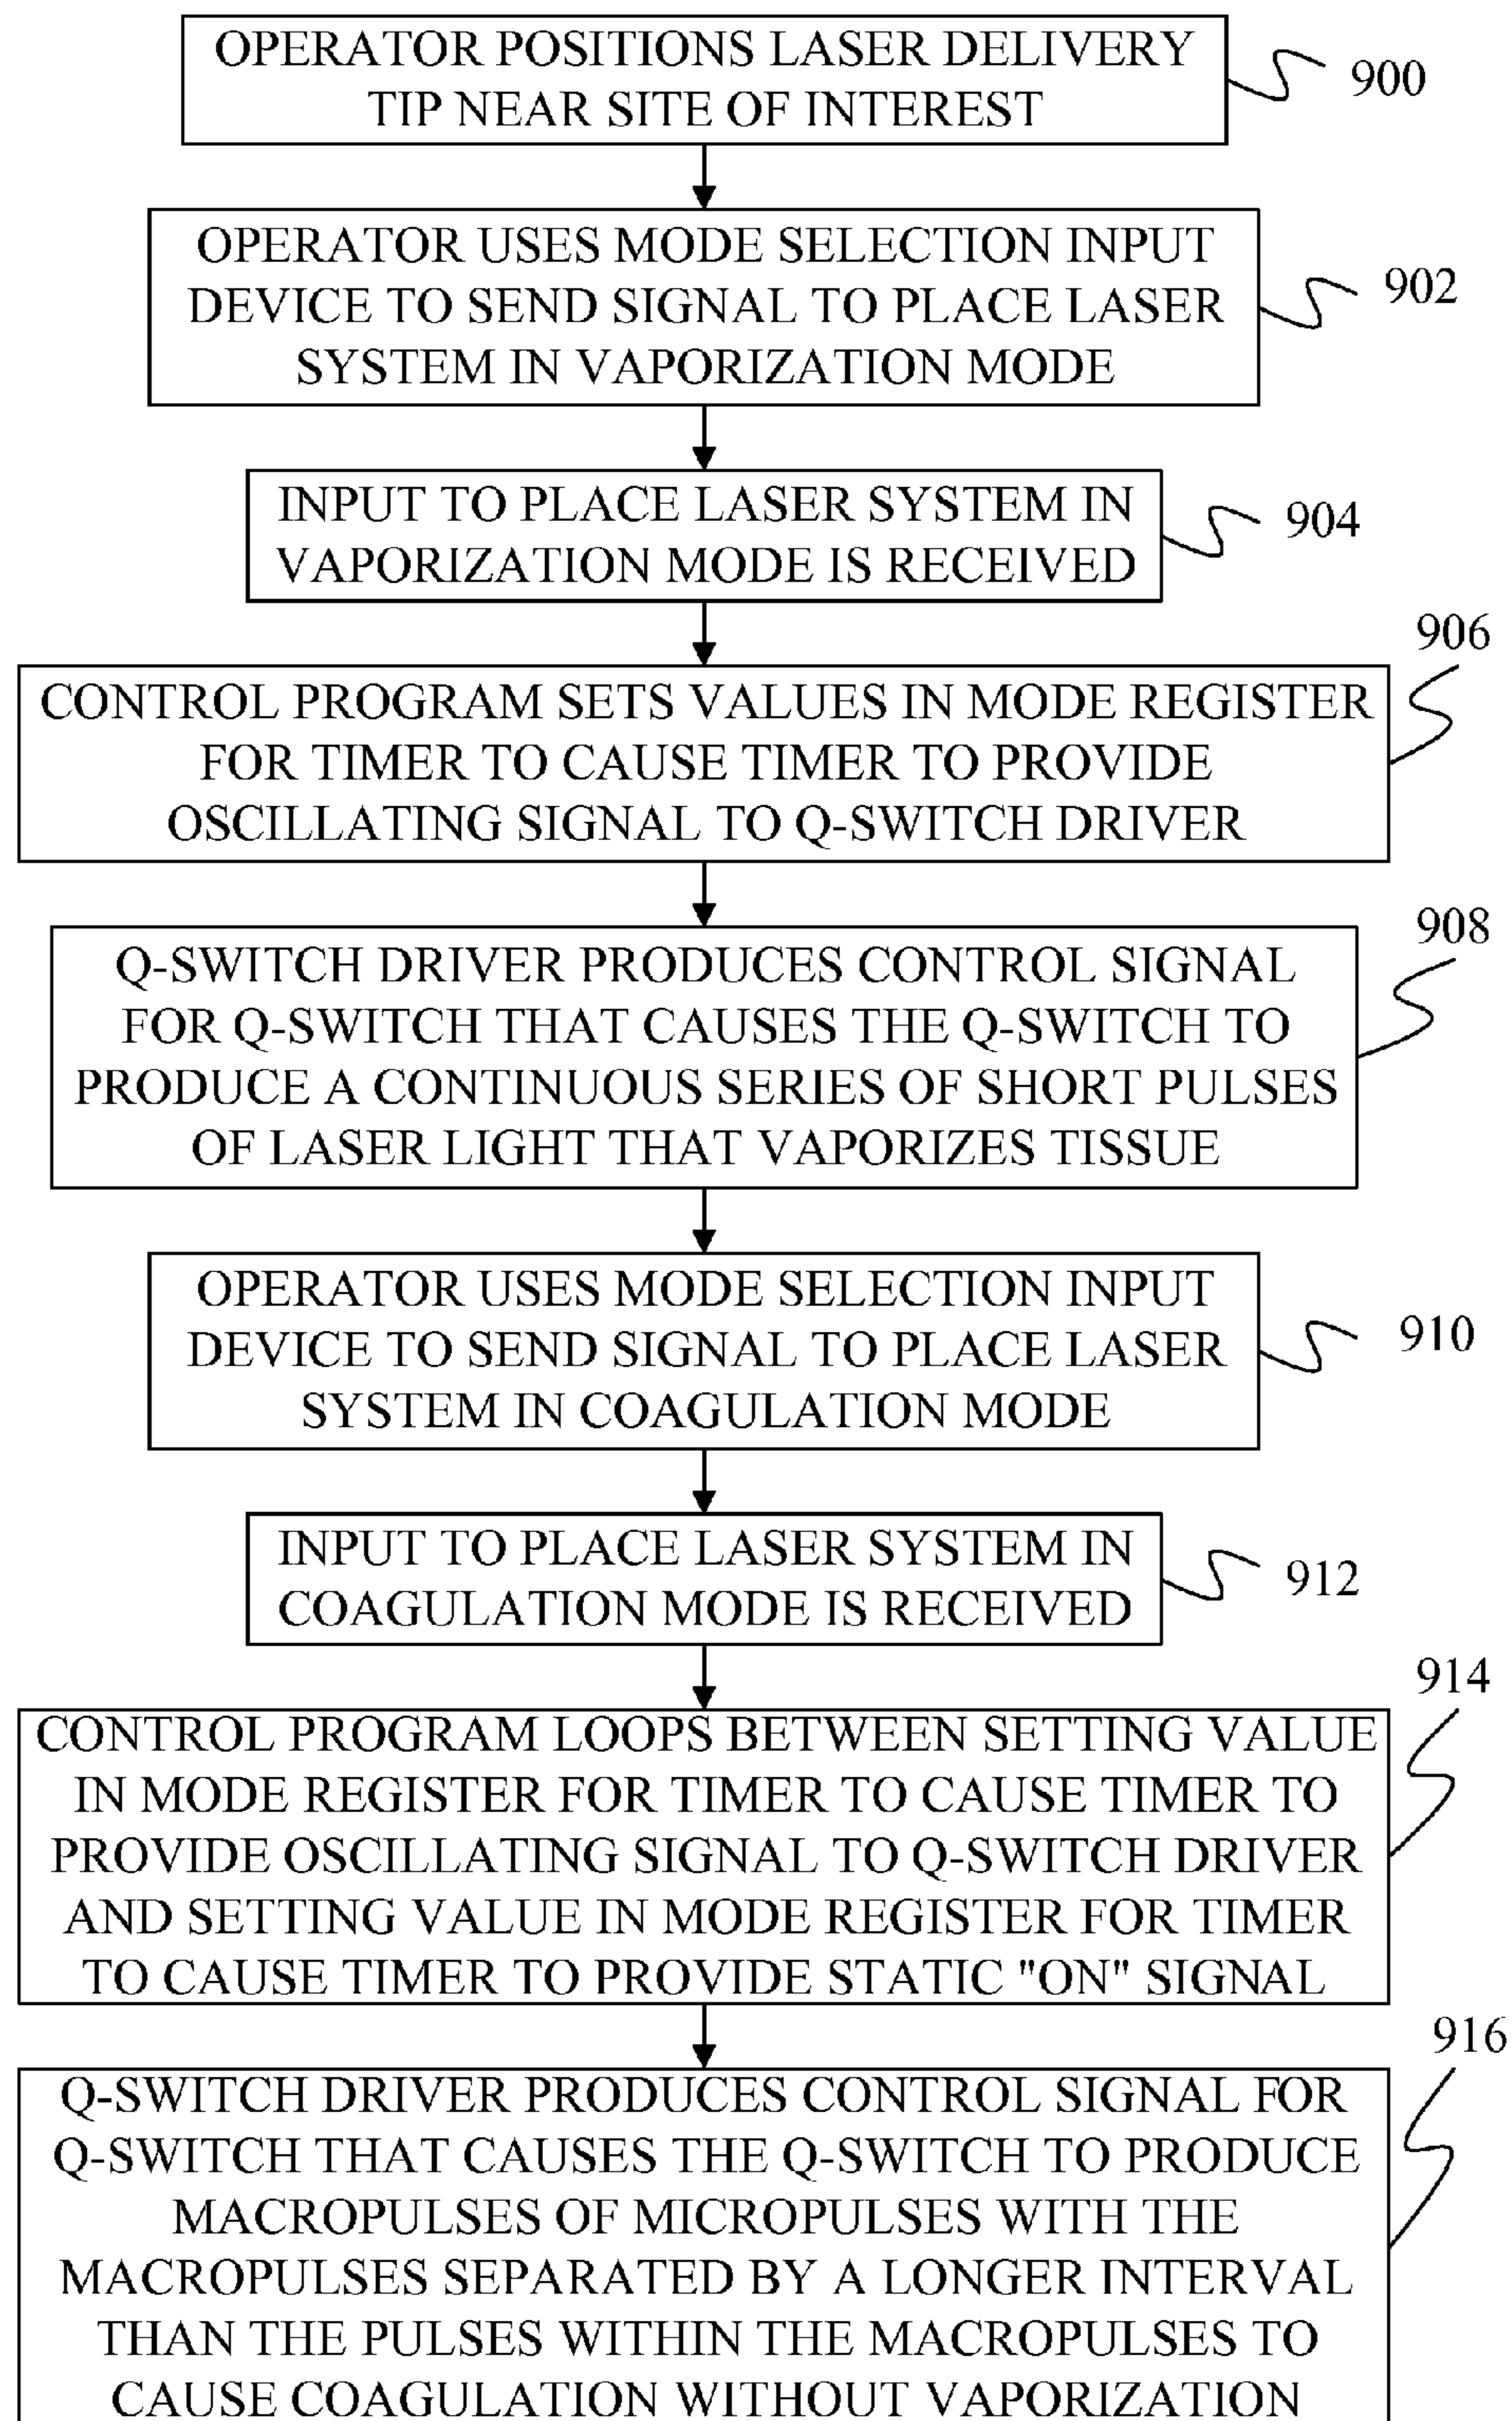 OPERATOR POSITIONS LASER DELIVERY
TIP NEAR SITE OF INTEREST
900
OPERATOR USES MODE SELECTION INPUT
DEVICE TO SEND SIGNAL TO PLACE LASER
SYSTEM IN VAPORIZATION MODE
902
INPUT TO PLACE LASER SYSTEM IN
VAPORIZATION MODE IS RECEIVED
904
906
CONTROL PROGRAM SETS VALUES IN MODE REGISTER
FOR TIMER TO CAUSE TIMER TO PROVIDE
OSCILLATING SIGNAL TO Q-SWITCH DRIVER
908
Q-SWITCH DRIVER PRODUCES CONTROL SIGNAL
FOR Q-SWITCH THAT CAUSES THE Q-SWITCH TO
PRODUCE A CONTINUOUS SERIES OF SHORT PULSES
OF LASER LIGHT THAT VAPORIZES TISSUE
OPERATOR USES MODE SELECTION INPUT
DEVICE TO SEND SIGNAL TO PLACE LASER
SYSTEM IN COAGULATION MODE
910
INPUT TO PLACE LASER SYSTEM IN
COAGULATION MODE IS RECEIVED
912
914
CONTROL PROGRAM LOOPS BETWEEN SETTING VALUE
IN MODE REGISTER FOR TIMER TO CAUSE TIMER TO
PROVIDE OSCILLATING SIGNAL TO Q-SWITCH DRIVER
AND SETTING VALUE IN MODE REGISTER FOR TIMER
TO CAUSE TIMER TO PROVIDE STATIC "ON" SIGNAL
916
Q-SWITCH DRIVER PRODUCES CONTROL SIGNAL FOR
Q-SWITCH THAT CAUSES THE Q-SWITCH TO PRODUCE
MACROPULSES OF MICROPULSES WITH THE
MACROPULSES SEPARATED BY A LONGER INTERVAL
THAN THE PULSES WITHIN THE MACROPULSES TO
CAUSE COAGULATION WITHOUT VAPORIZATION